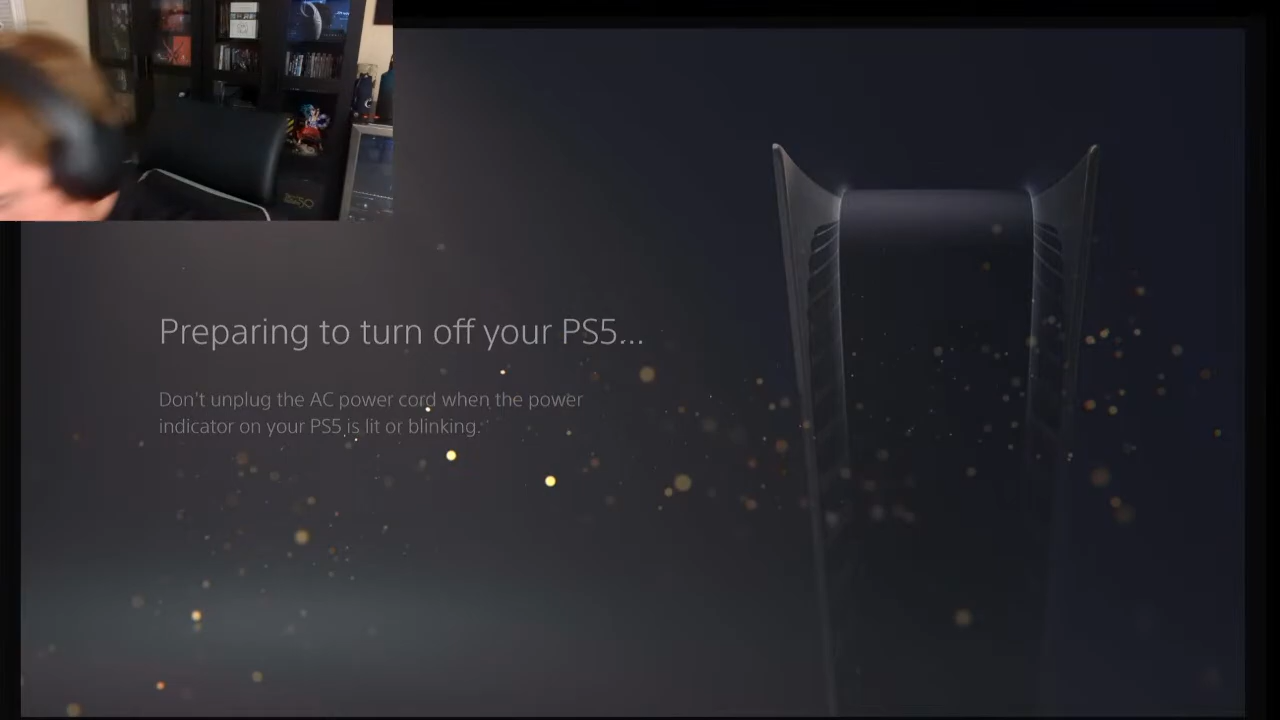 Preparing to turn off your PS5...
Don't unplug the AC power cord when the power
indicator on your PS5 is lit or blinking.